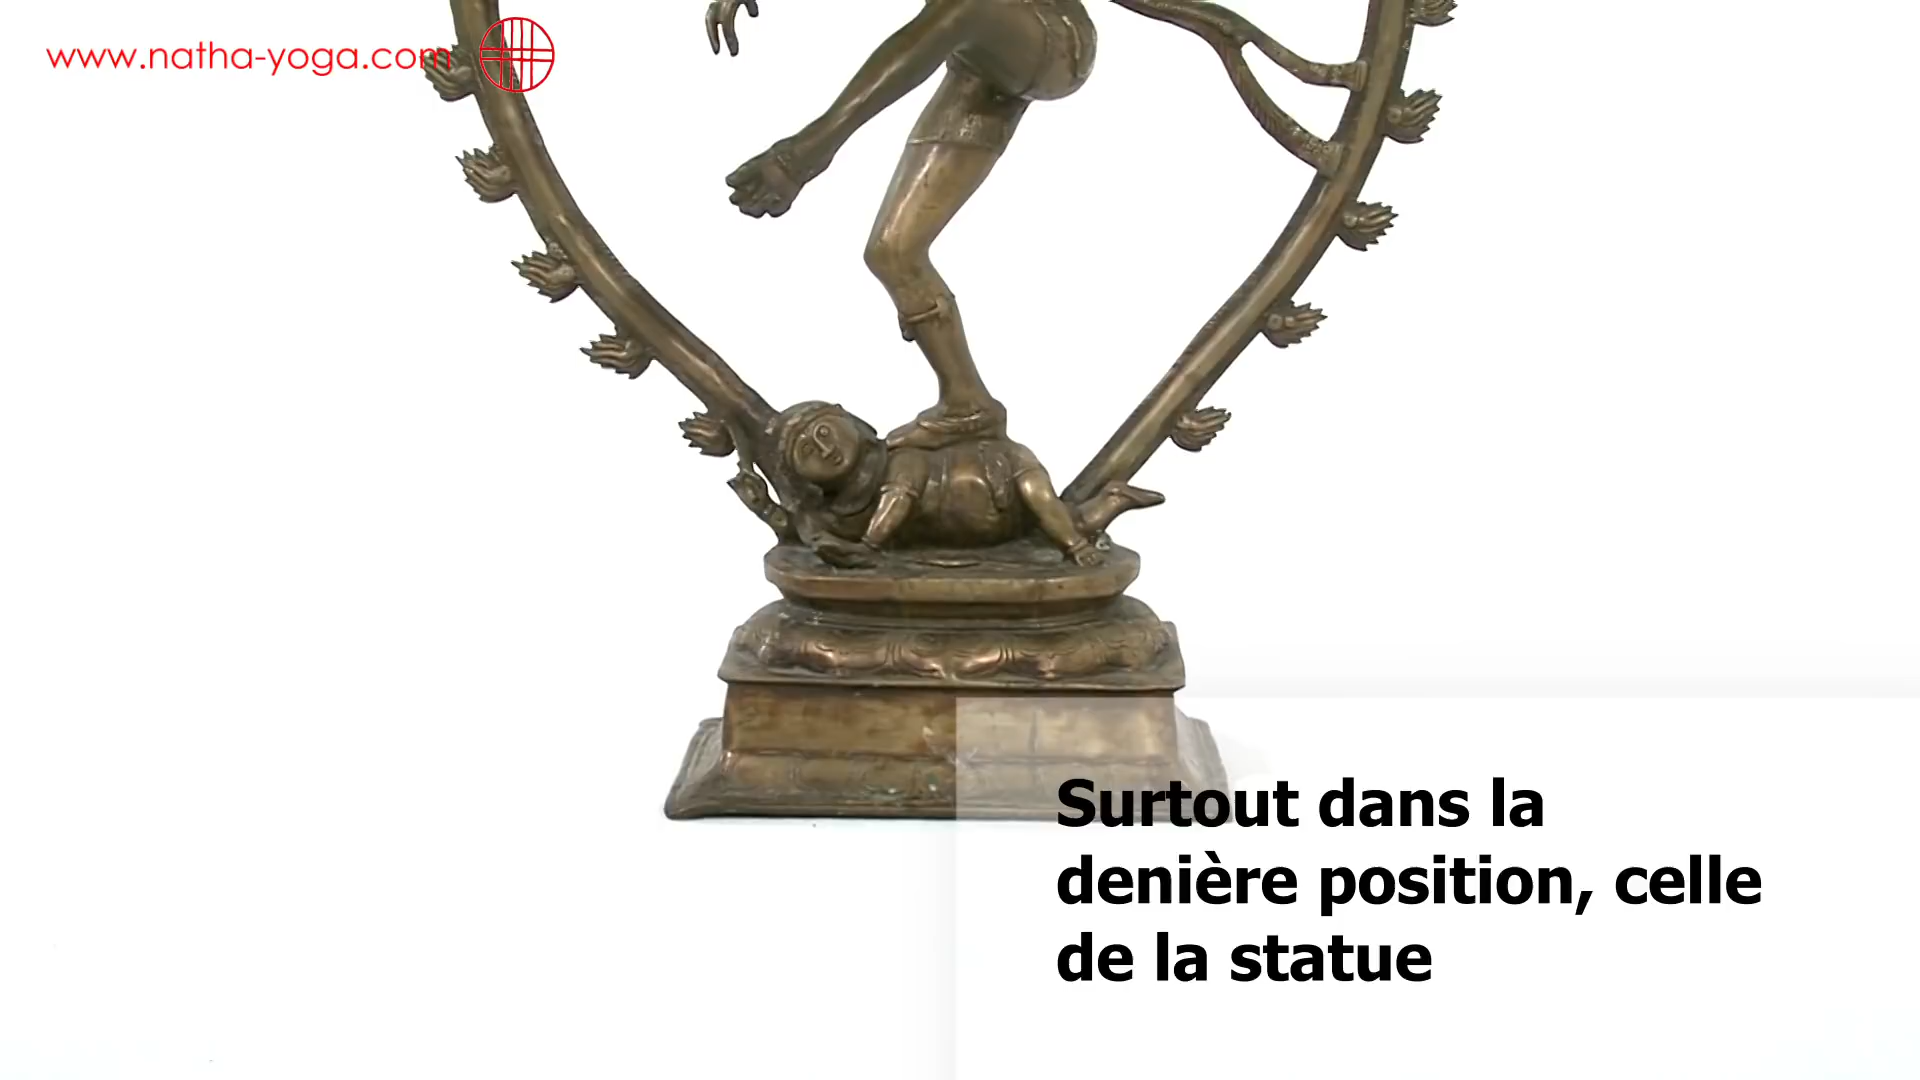 www.natha-yoga.com
Surtout dans la
denière position, celle
de la statue